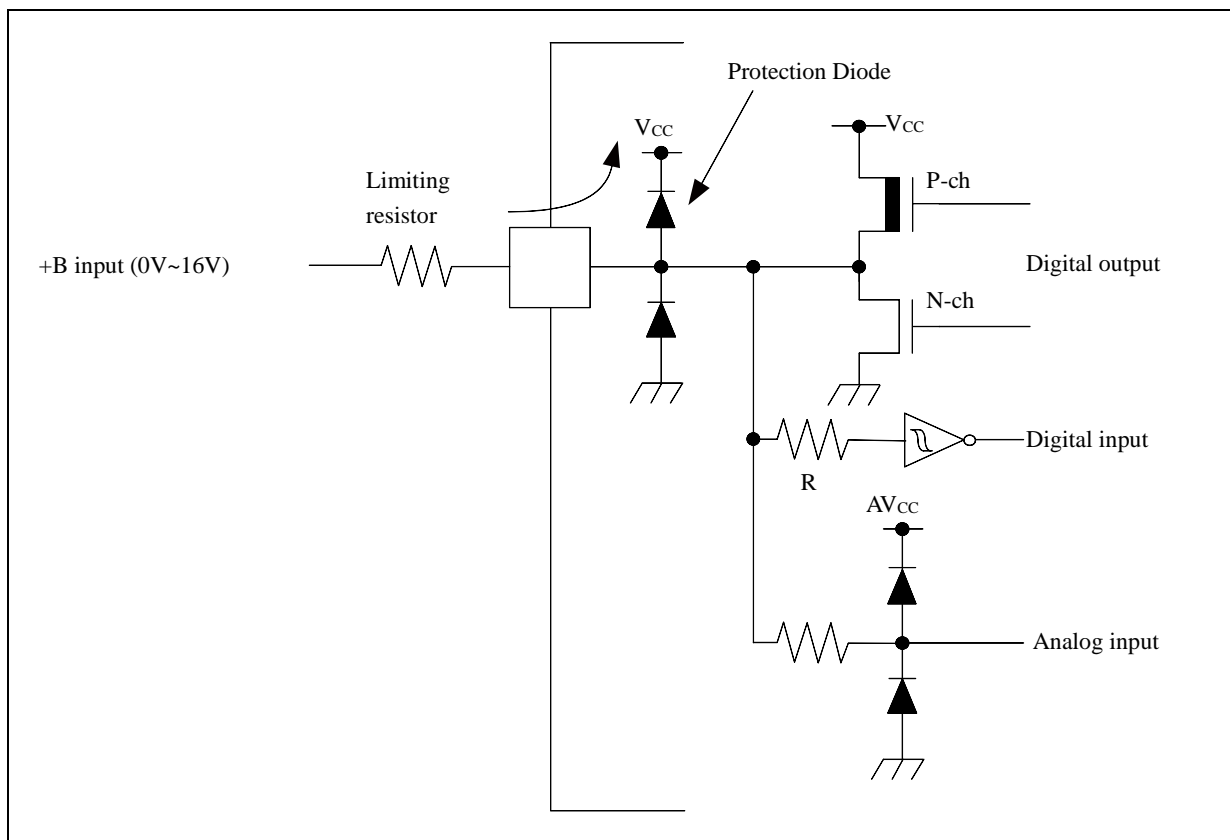 Protection Diode
VCC
VCC
Limiting
resistor
P-ch
+B input (0V~16V)
Digital output
N-ch
Digital input
R
AVCC
Analog input